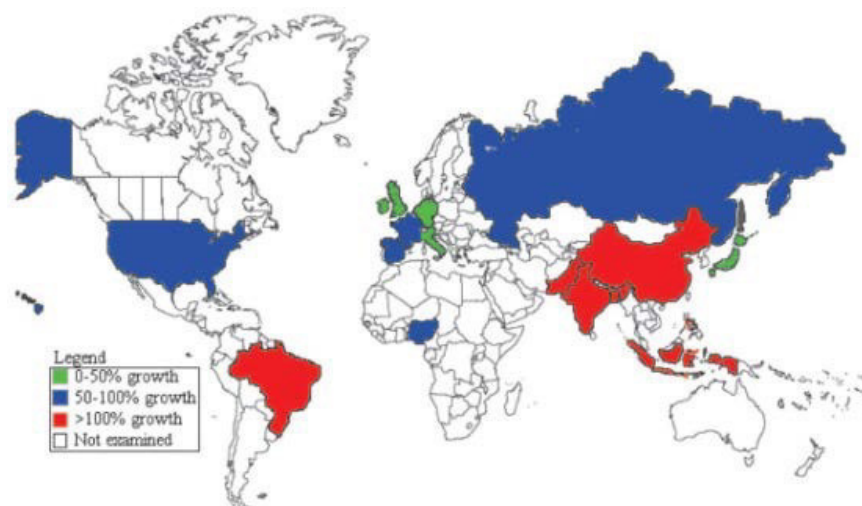 Legend
0-50% growth
50-100% growth
>100% growth
Not examined